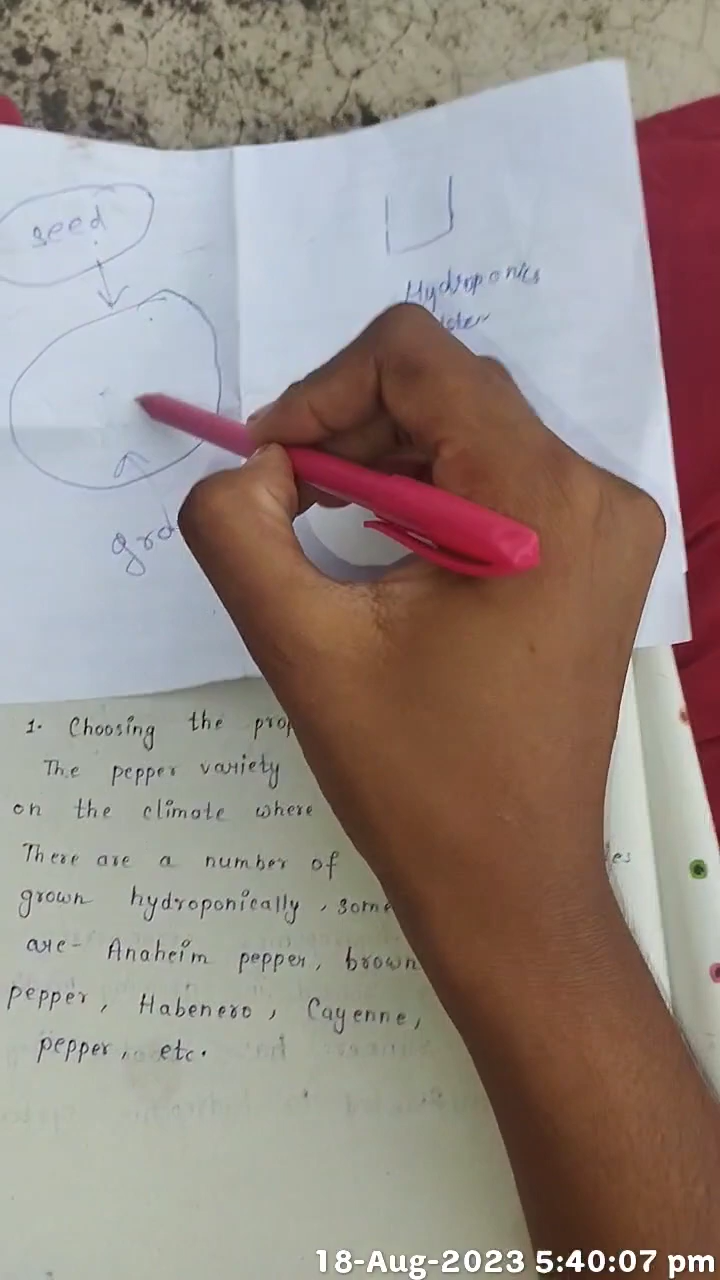 seed
Hydroponics
1. Choosing the
The pepper variety
on the climate where
There are a number of
grown hydroponically, some
are- Anaheim pepper, brown
pepper, Habenero, Cayenne,
pepper, etc.
18-Aug-2023 5:40:07 pm